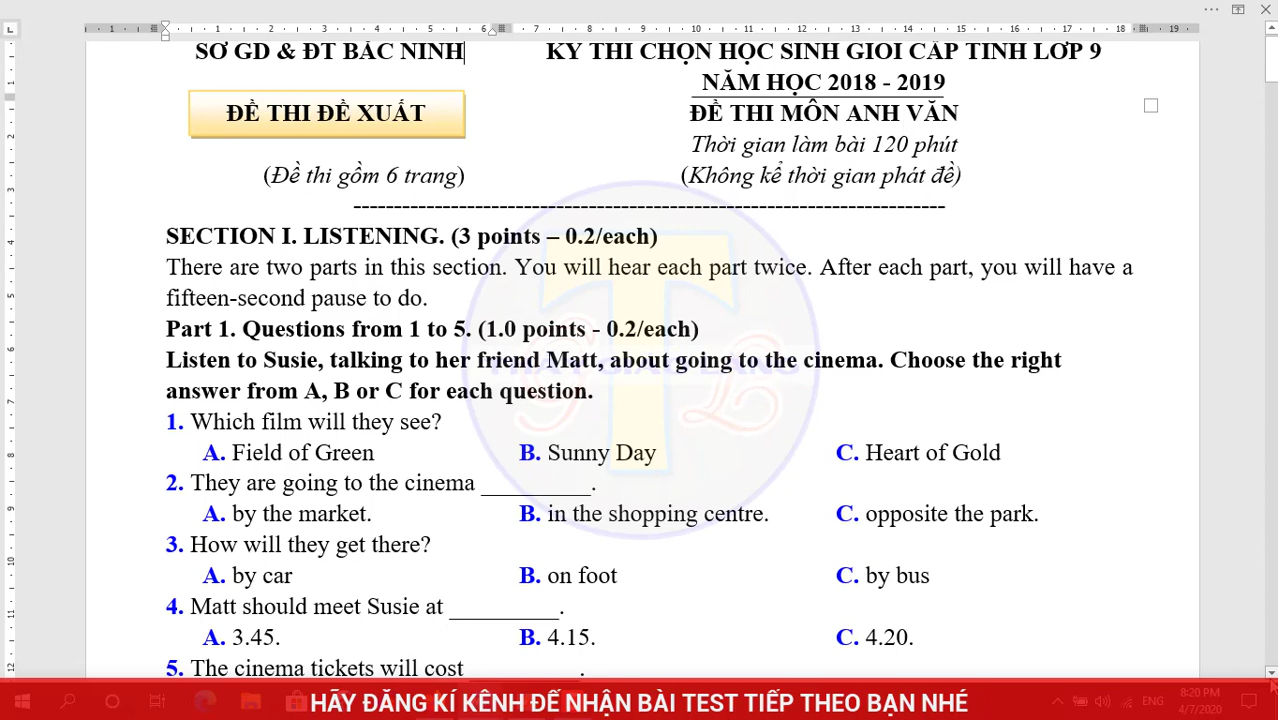 SỞ GD & ĐT BẮC NINH
KỲ THI CHỌN HỌC SINH GIỎI CẤP TỈNH LỚP 9
NĂM HỌC 2018 - 2019
ĐỀ THI ĐỀ XUẤT
ĐỀ THI MÔN ANH VĂN
Thời gian làm bài 120 phút
(Đề thi gồm 6 trang)
(Không kể thời gian phát đề)
SECTION I. LISTENING. (3 points – 0.2/each)
There are two parts in this section. You will hear each part twice. After each part, you will have a
fifteen-second pause to do.
Part 1. Questions from 1 to 5. (1.0 points - 0.2/each)
Listen to Susie, talking to her friend Matt, about going to the cinema. Choose the right
answer from A, B or C for each question.
1. Which film will they see?
A. Field of Green B. Sunny Day C. Heart of Gold
2. They are going to the cinema __________.
A. by the market. B. in the shopping centre. C. opposite the park.
3. How will they get there?
A. by car B. on foot C. by bus
4. Matt should meet Susie at __________.
A. 3.45. B. 4.15. C. 4.20.
5. The cinema tickets will cost __________.
HÃY ĐĂNG KÍ KÊNH ĐỂ NHẬN BÀI TEST TIẾP THEO BẠN NHÉ
ENG
8:20 PM
4/7/2020